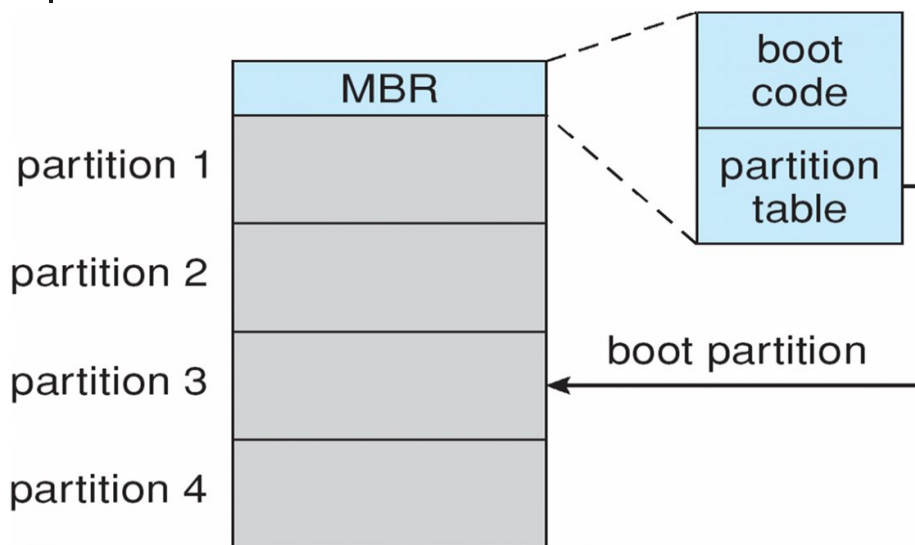 MBR
boot
code
partition
table
partition 1
partition 2
boot partition
partition 3
partition 4